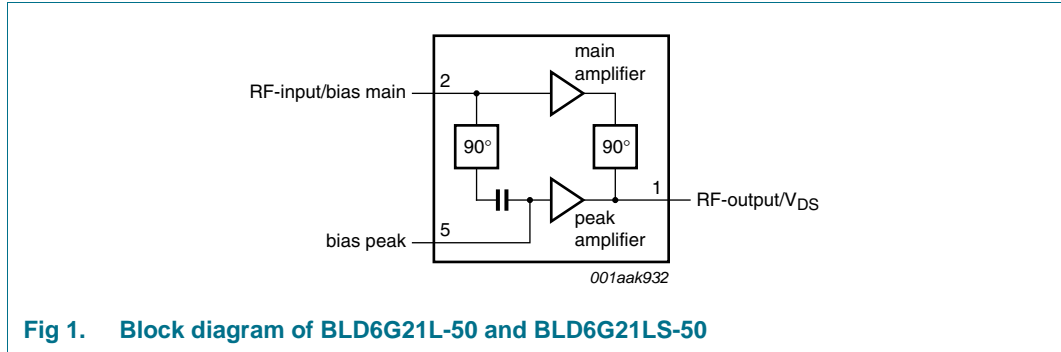 main
amplifier
2
RF-input/bias main
90°
90°
1
RF-output/VDS
peak
amplifier
5
bias peak
001aak932
Fig 1. Block diagram of BLD6G21L-50 and BLD6G21LS-50